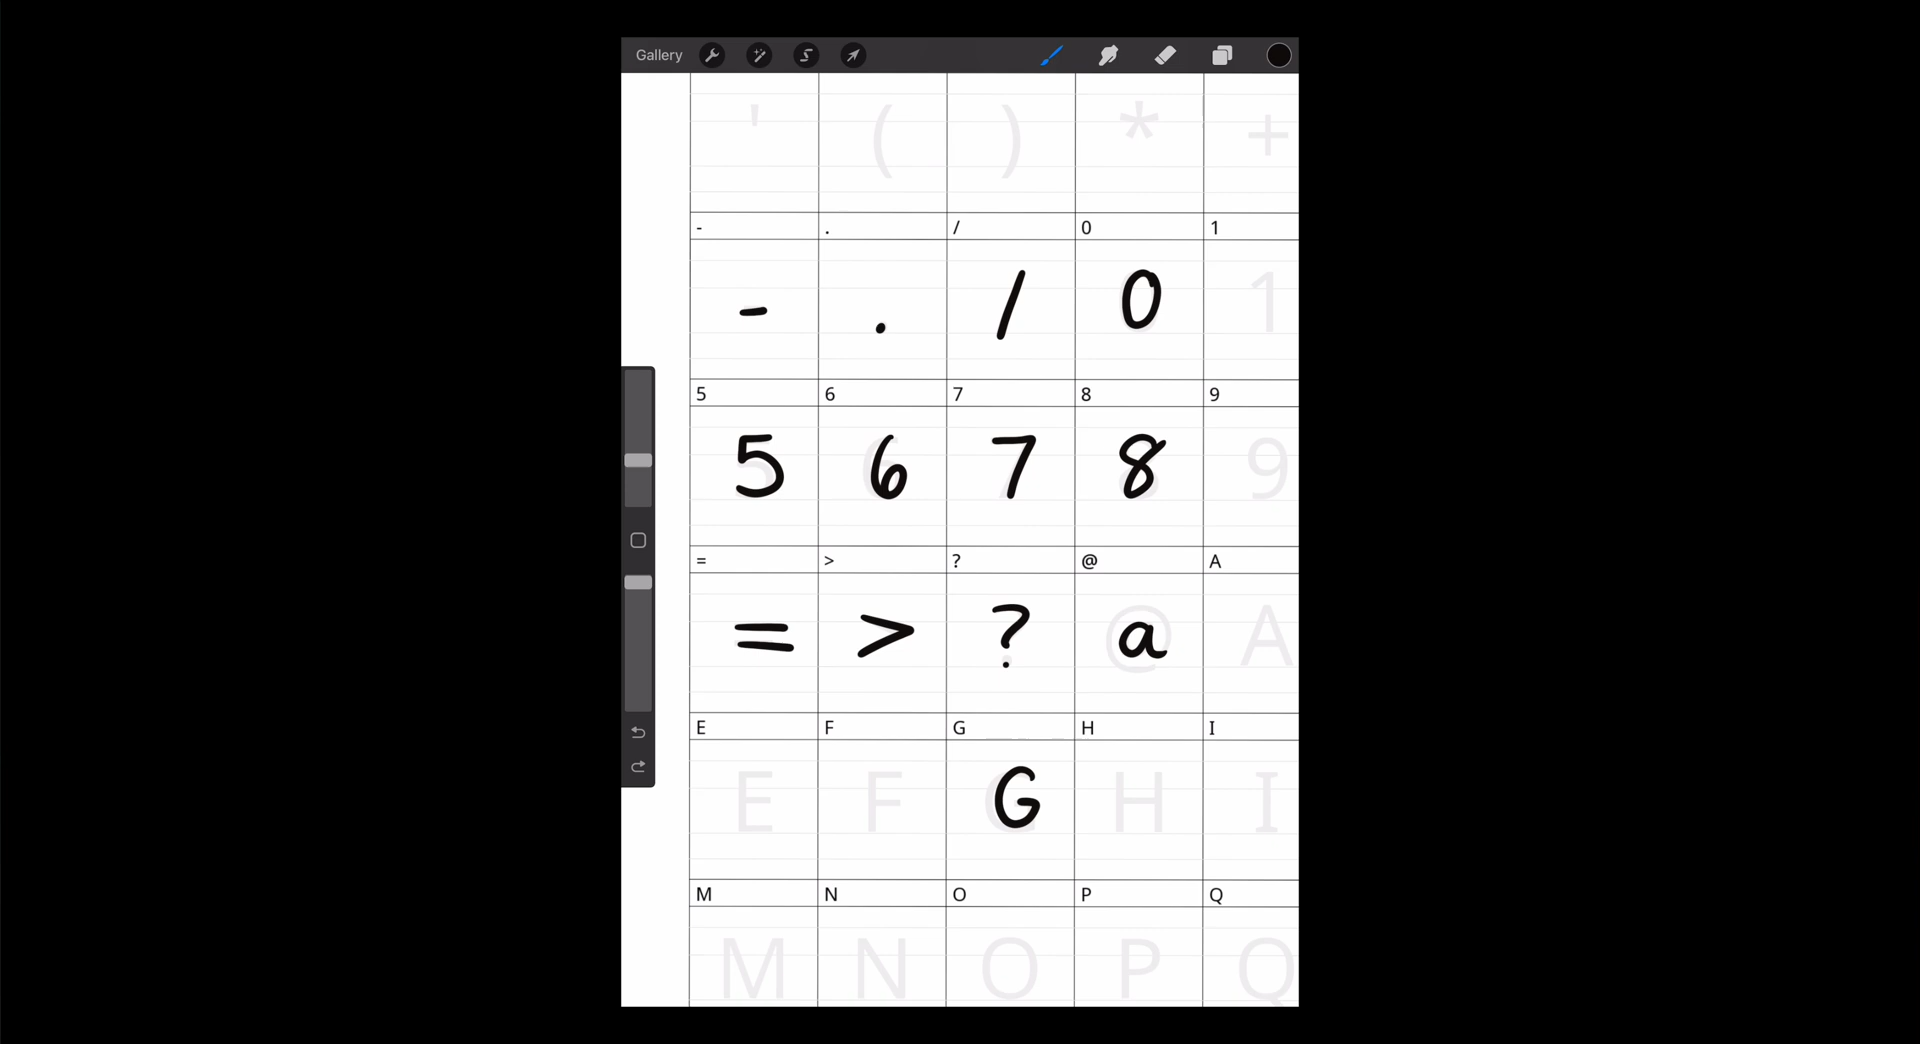 Gallery
' ( ) * +
- . / 0 1
- . / 0 1
5 6 7 8 9
5 6 7 8 9
= > ? @ A
= > ? a A
E F G H I
E F G H I
M N O P Q
M N O P Q